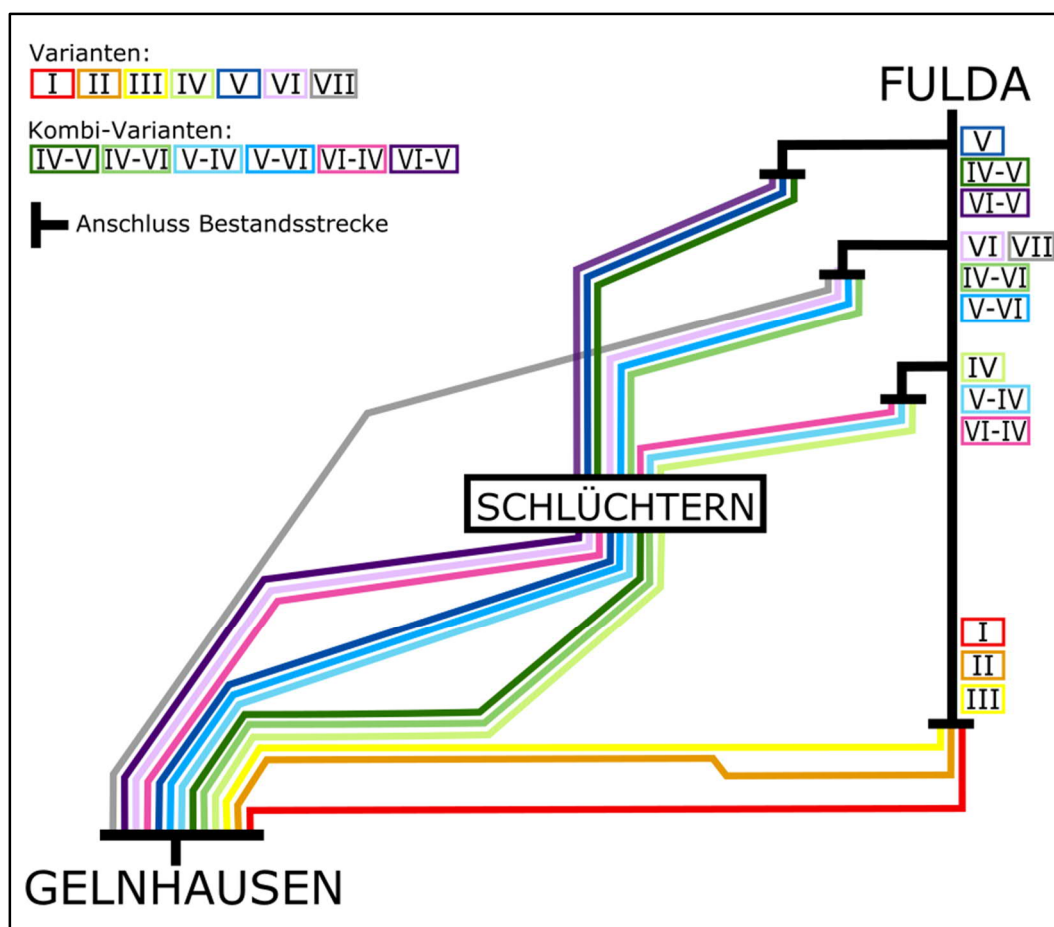 Varianten:
I II III IV V VI VII
Kombi-Varianten:
IV-V IV-VI V-IV V-VI VI-IV VI-V
Anschluss Bestandsstrecke
FULDA
V
IV-V
VI-V
VI VII
IV-VI
V-VI
IV
V-IV
VI-IV
SCHLÜCHTERN
I
II
III
GELNHAUSEN